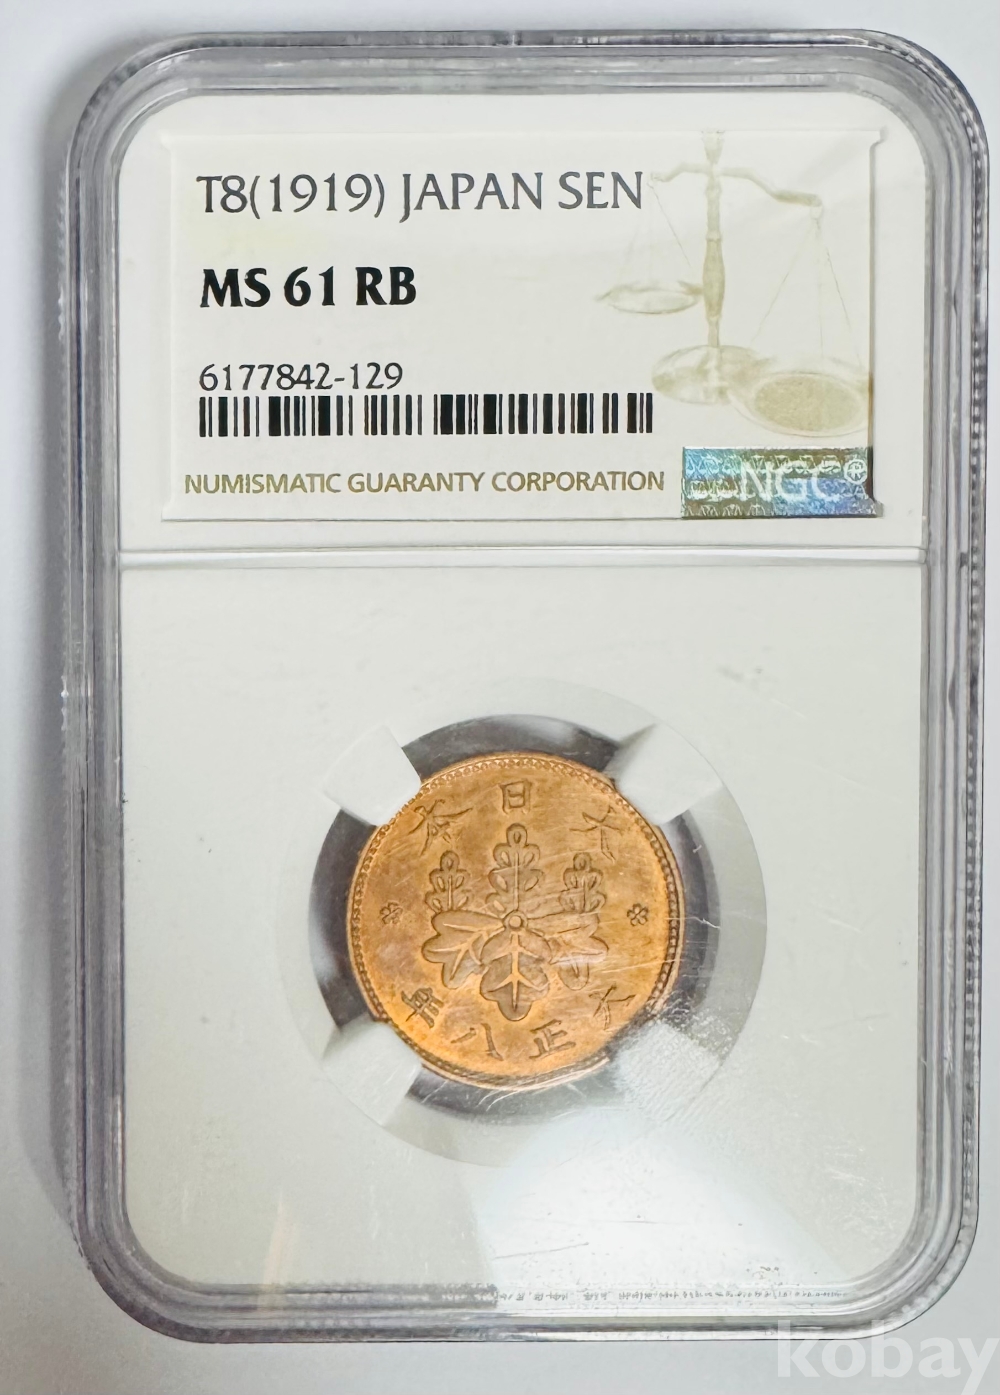 T8(1919) JAPAN SEN
MS 61 RB
6177842-129
NUMISMATIC GUARANTY CORPORATION
NGC®
大日本
大正八年
kobay